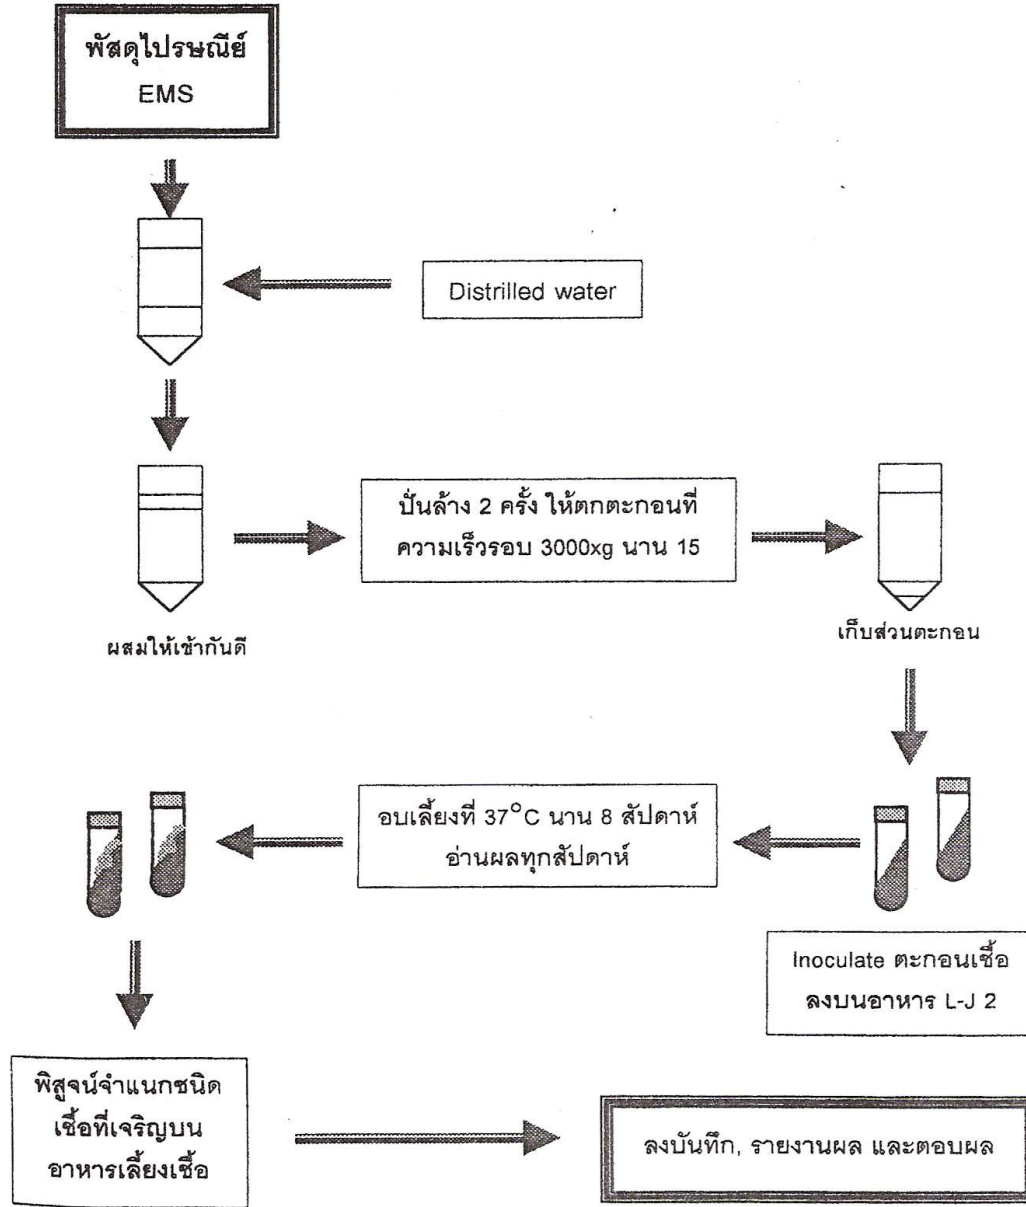 พัสดุไปรษณีย์
EMS
Distrilled water
ปั่นล้าง 2 ครั้ง ให้ตกตะกอนที่
ความเร็วรอบ 3000xg นาน 15
ผสมให้เข้ากันดี
เก็บส่วนตะกอน
อบเลี้ยงที่ 37°C นาน 8 สัปดาห์
อ่านผลทุกสัปดาห์
Inoculate ตะกอนเชื้อ
ลงบนอาหาร L-J 2
พิสูจน์จำแนกชนิด
เชื้อที่เจริญบน
อาหารเลี้ยงเชื้อ
ลงบันทึก, รายงานผล และตอบผล